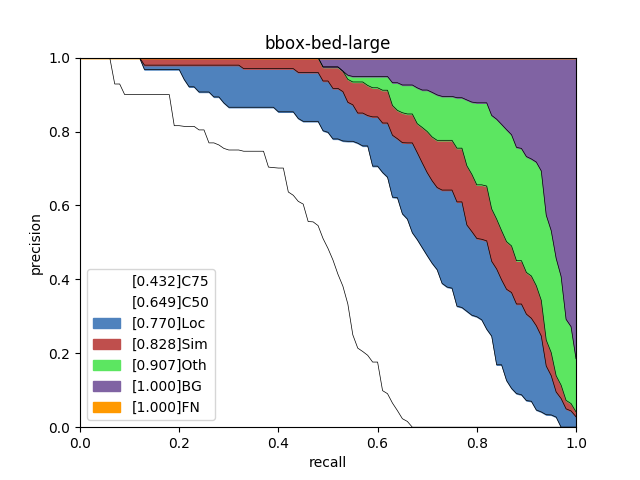 bbox-bed-large
precision
1.0
0.8
0.6
0.4
0.2
0.0
[0.432]C75
[0.649]C50
[0.770]Loc
[0.828]Sim
[0.907]Oth
[1.000]BG
[1.000]FN
0.0 0.2 0.4 0.6 0.8 1.0
recall